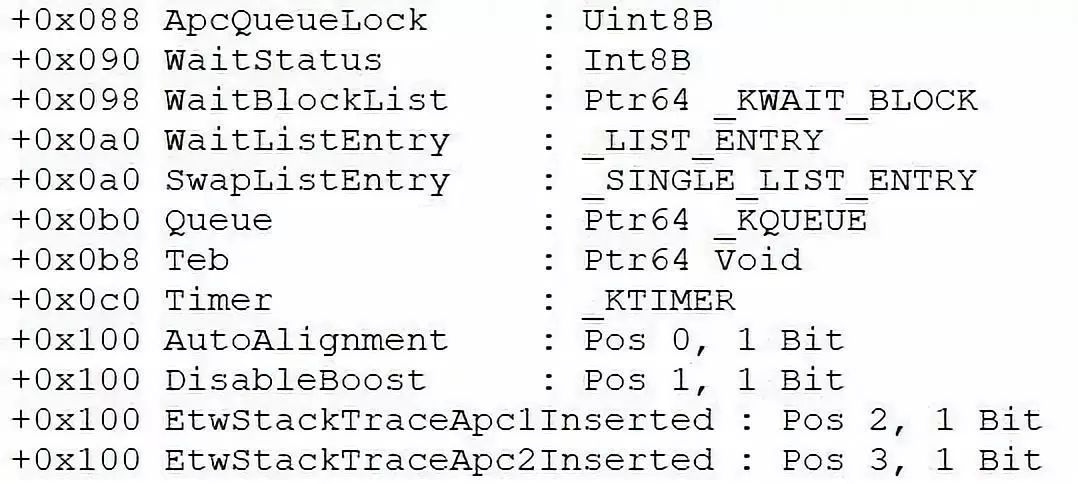 +0x088 ApcQueueLock : Uint8B
+0x090 WaitStatus : Int8B
+0x098 WaitBlockList : Ptr64 _KWAIT_BLOCK
+0x0a0 WaitListEntry : _LIST_ENTRY
+0x0a0 SwapListEntry : _SINGLE_LIST_ENTRY
+0x0b0 Queue : Ptr64 _KQUEUE
+0x0b8 Teb : Ptr64 Void
+0x0c0 Timer : _KTIMER
+0x100 AutoAlignment : Pos 0, 1 Bit
+0x100 DisableBoost : Pos 1, 1 Bit
+0x100 EtwStackTraceApc1Inserted : Pos 2, 1 Bit
+0x100 EtwStackTraceApc2Inserted : Pos 3, 1 Bit